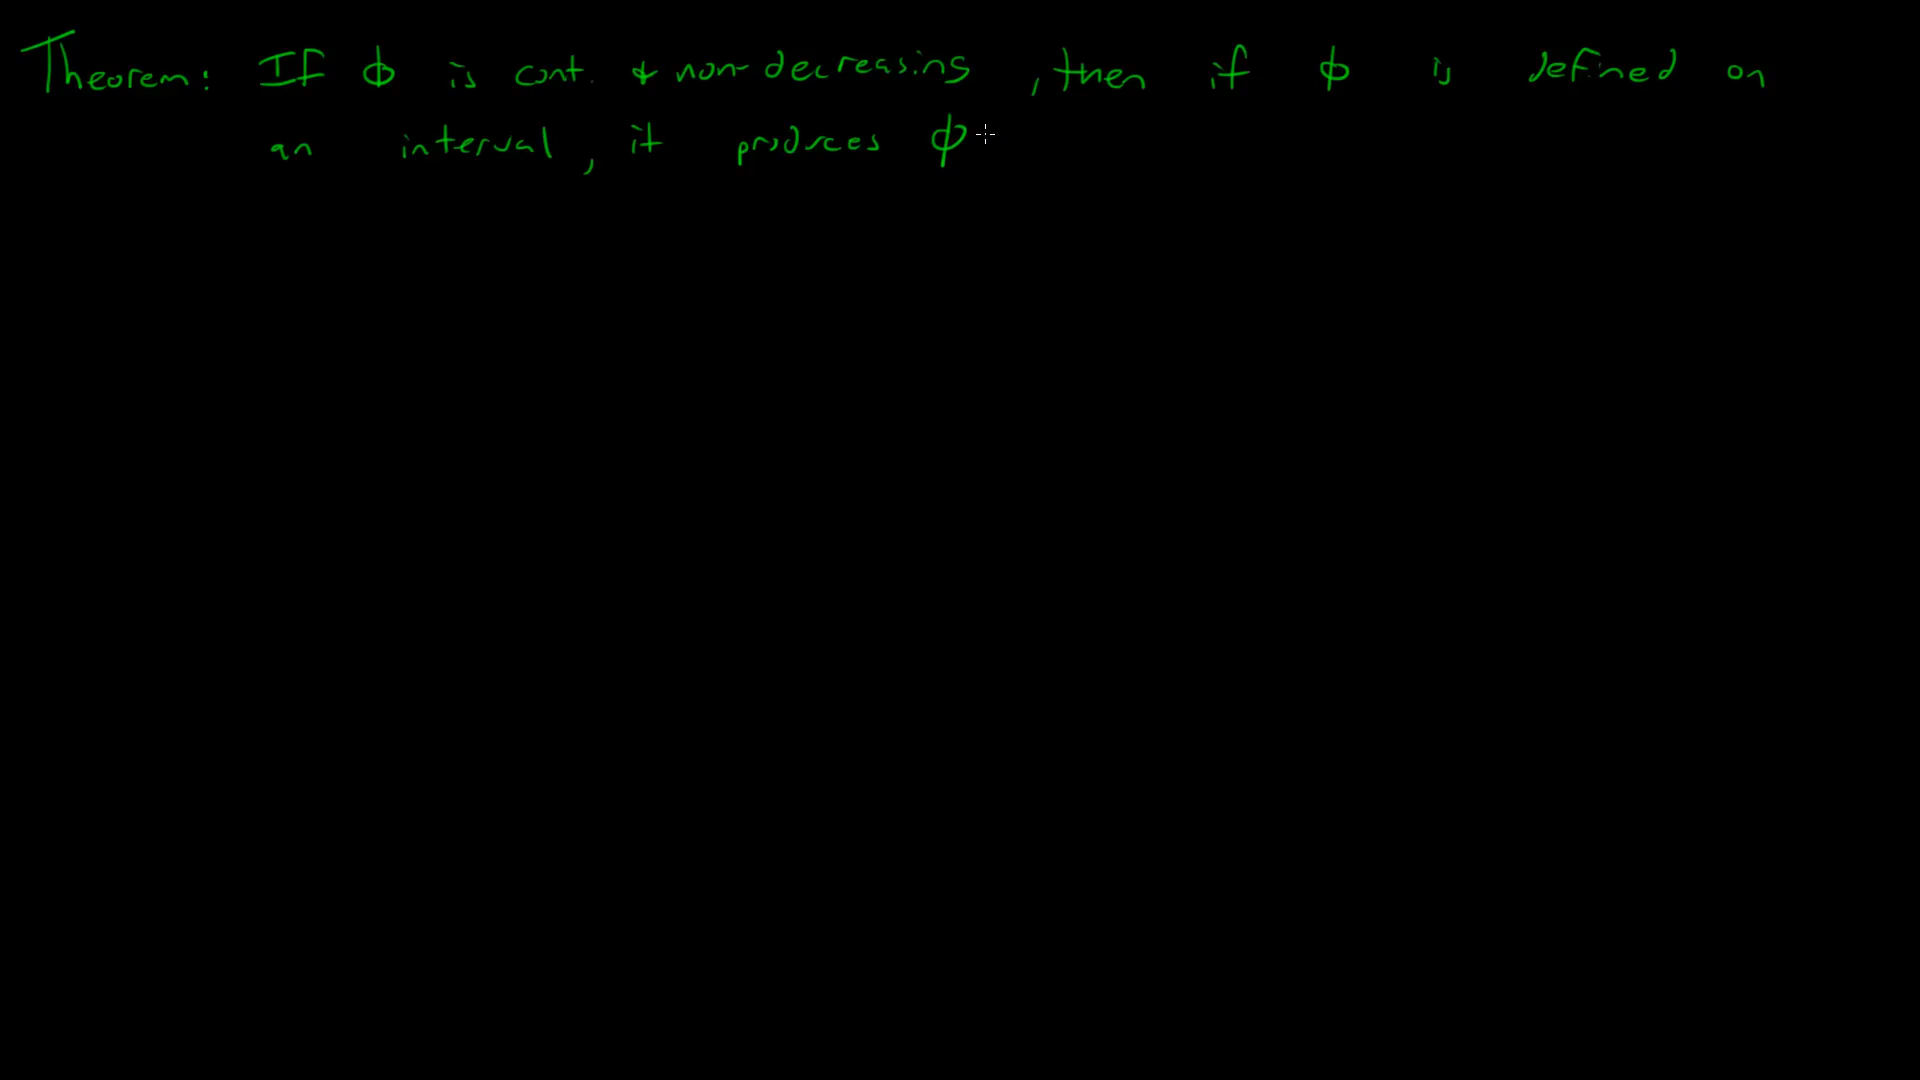 Theorem: If ϕ is cont. & non-decreasing, then if ϕ is defined on
an interval, it produces ϕ